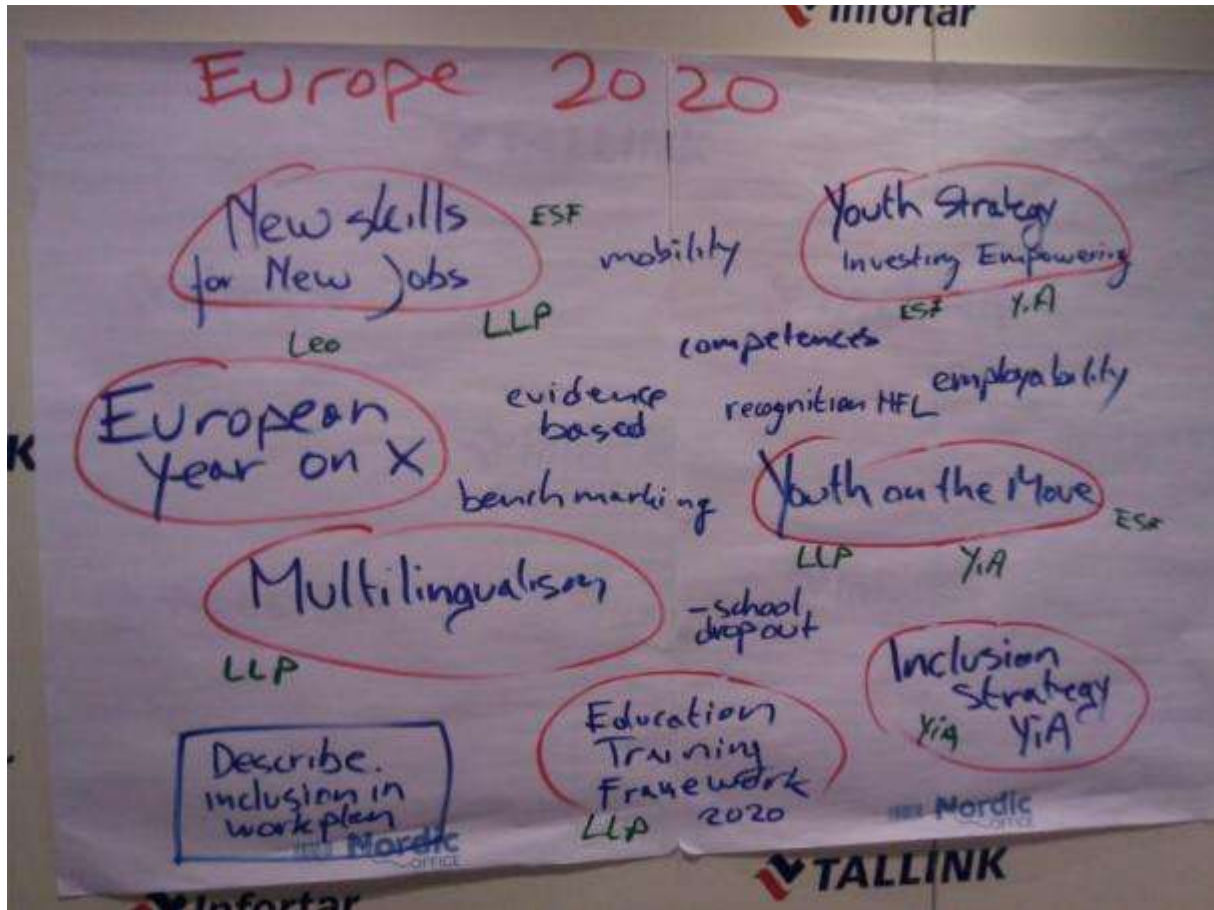 Infortar
Europe 2020
New skills
for New Jobs
ESF
LLP
Leo
mobility
Youth Strategy
Investing Empowering
ESF YiA
competences
employability
recognition NFL
evidence
based
European
year on X
benchmarking
Youth on the Move
ESF
LLP YiA
Multilingualism
LLP
-school
dropout
Inclusion
Strategy
YiA YiA
Education
Training
Framework
2020
LLP
Describe
inclusion in
workplan
Nordic
OFFICE
Nordic
OFFICE
K
TALLINK
Infortar